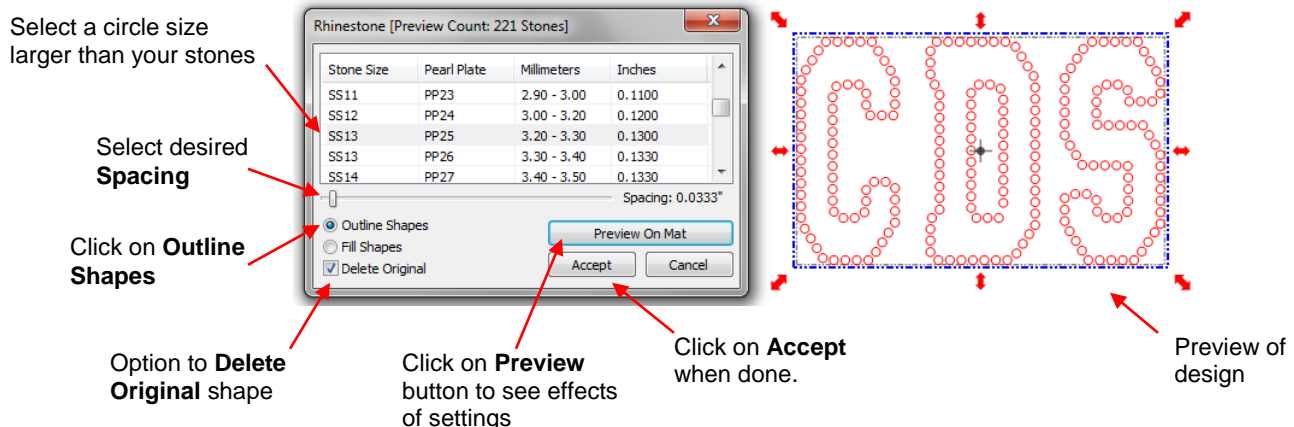 Select a circle size
larger than your stones
Rhinestone [Preview Count: 221 Stones]
Stone Size Pearl Plate Millimeters Inches
SS11 PP23 2.90 - 3.00 0.1100
SS12 PP24 3.00 - 3.20 0.1200
SS13 PP25 3.20 - 3.30 0.1300
SS13 PP26 3.30 - 3.40 0.1330
SS14 PP27 3.40 - 3.50 0.1330
Spacing: 0.0333"
Outline Shapes
Fill Shapes
Delete Original
Preview On Mat
Accept Cancel
Select desired
Spacing
Click on Outline
Shapes
Option to Delete
Original shape
Click on Preview
button to see effects
of settings
Click on Accept
when done.
CDS
Preview of
design